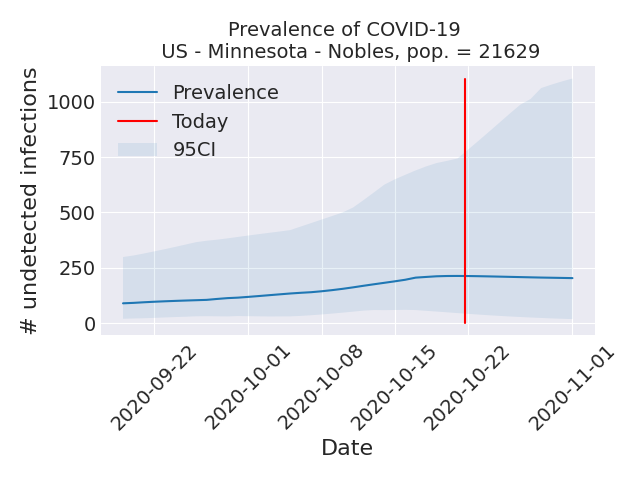 Prevalence of COVID-19
US - Minnesota - Nobles, pop. = 21629
# undetected infections
1000
750
500
250
0
Prevalence
Today
95CI
2020-09-22
2020-10-01
2020-10-08
2020-10-15
2020-10-22
2020-11-01
Date